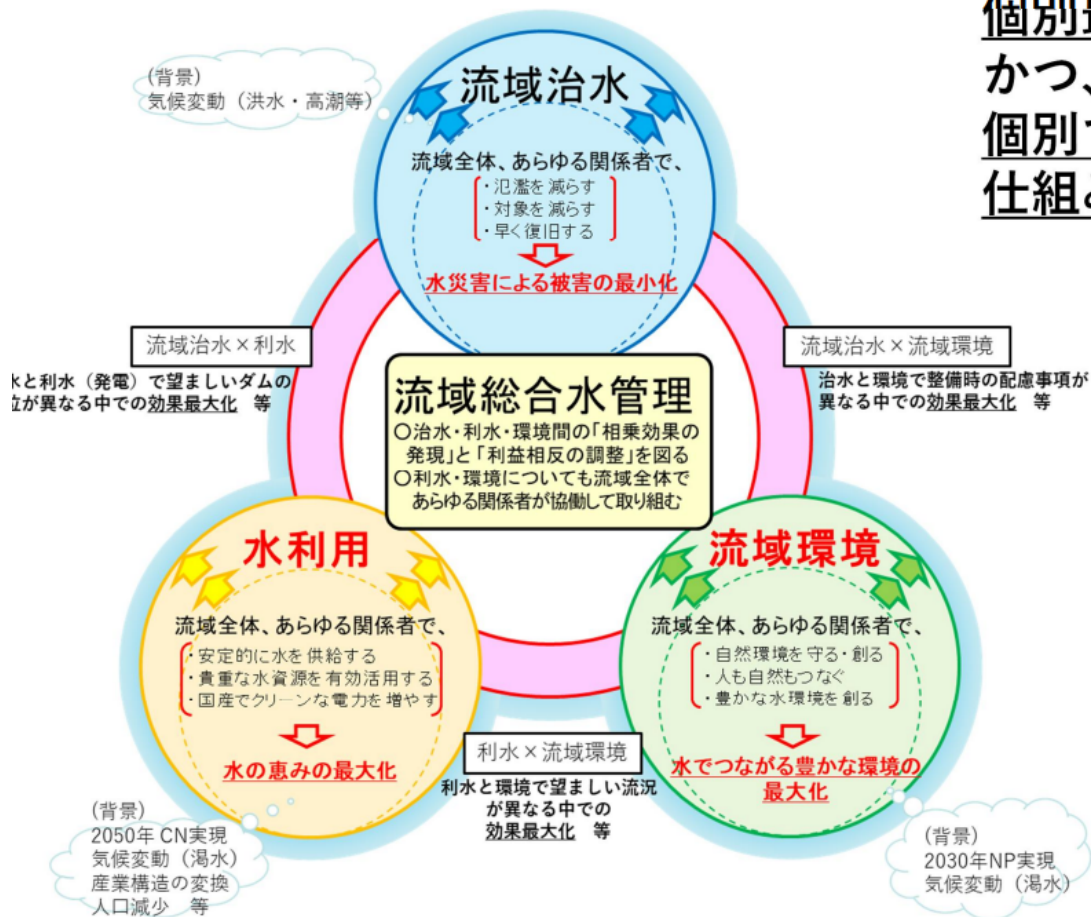 個別
かつ、
個別
仕組
(背景)
気候変動（洪水・高潮等）
流域治水
流域全体、あらゆる関係者で、
・氾濫を減らす
・対象を減らす
・早く復旧する
水災害による被害の最小化
流域治水×利水
水と利水（発電）で望ましいダムの
位が異なる中での効果最大化　等
流域治水×流域環境
治水と環境で整備時の配慮事項が
異なる中での効果最大化　等
流域総合水管理
○治水・利水・環境間の「相乗効果の
発現」と「利益相反の調整」を図る
○利水・環境についても流域全体で
あらゆる関係者が協働して取り組む
水利用
流域全体、あらゆる関係者で、
・安定的に水を供給する
・貴重な水資源を有効活用する
・国産でクリーンな電力を増やす
水の恵みの最大化
(背景)
2050年 CN実現
気候変動（渇水）
産業構造の変換
人口減少　等
利水×流域環境
利水と環境で望ましい流況
が異なる中での
効果最大化　等
流域環境
流域全体、あらゆる関係者で、
・自然環境を守る・創る
・人も自然もつなぐ
・豊かな水環境を創る
水でつながる豊かな環境の
最大化
(背景)
2030年NP実現
気候変動（渇水）